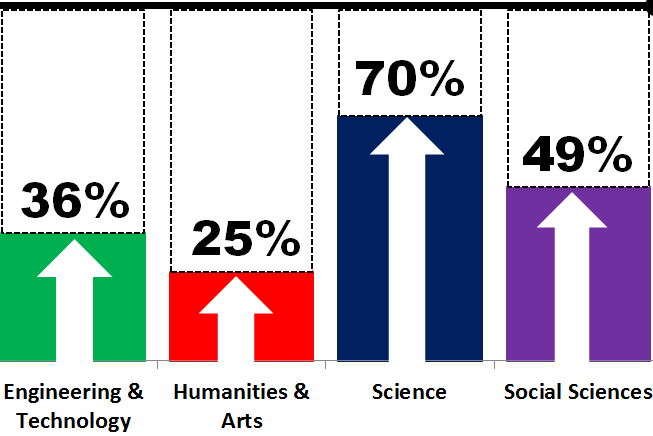 70%
49%
36%
25%
Engineering &
Technology
Humanities &
Arts
Science
Social Sciences